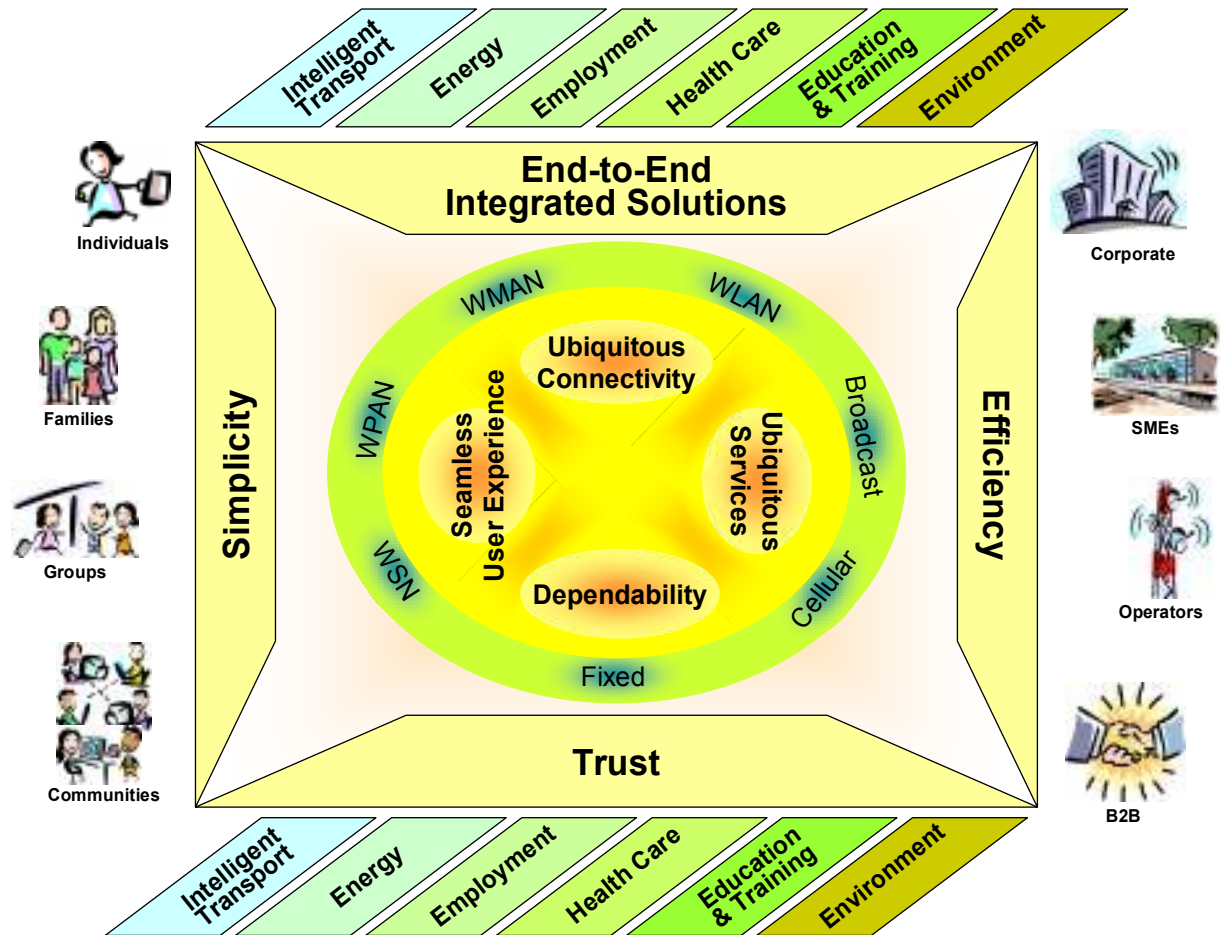 Intelligent
Transport
Energy
Employment
Health Care
Education
& Training
Environment
End-to-End
Integrated Solutions
Individuals
Families
Groups
Communities
Simplicity
WMAN
WLAN
WPAN
Broadcast
WSN
Cellular
Fixed
Ubiquitous
Connectivity
Seamless
User Experience
Ubiquitous
Services
Dependability
Efficiency
Trust
Corporate
SMEs
Operators
B2B
Intelligent
Transport
Energy
Employment
Health Care
Education
& Training
Environment